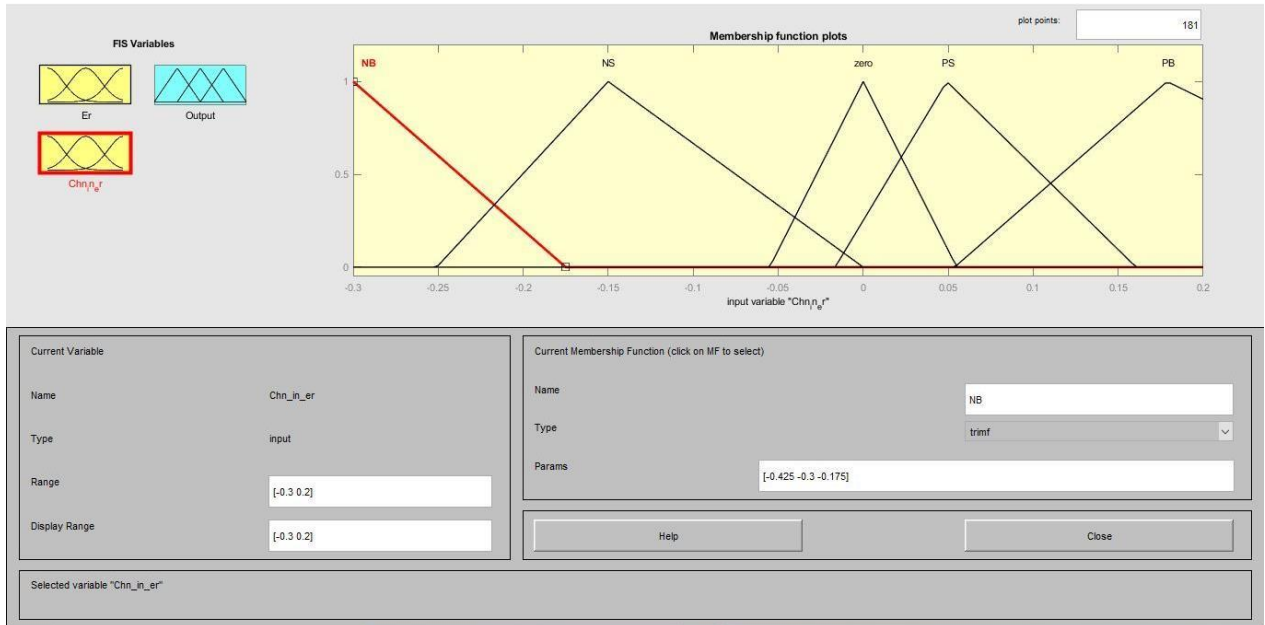 plot points:
181
FIS Variables
Membership function plots
Er
Output
Chn_in_er
NB
NS
zero
PS
PB
1
0.5
0
-0.3
-0.25
-0.2
-0.15
-0.1
-0.05
0
0.05
0.1
0.15
0.2
input variable "Chn_in_er"
Current Variable
Name
Chn_in_er
Type
input
Range
[-0.3 0.2]
Display Range
[-0.3 0.2]
Current Membership Function (click on MF to select)
Name
NB
Type
trimf
Params
[-0.425 -0.3 -0.175]
Help
Close
Selected variable "Chn_in_er"